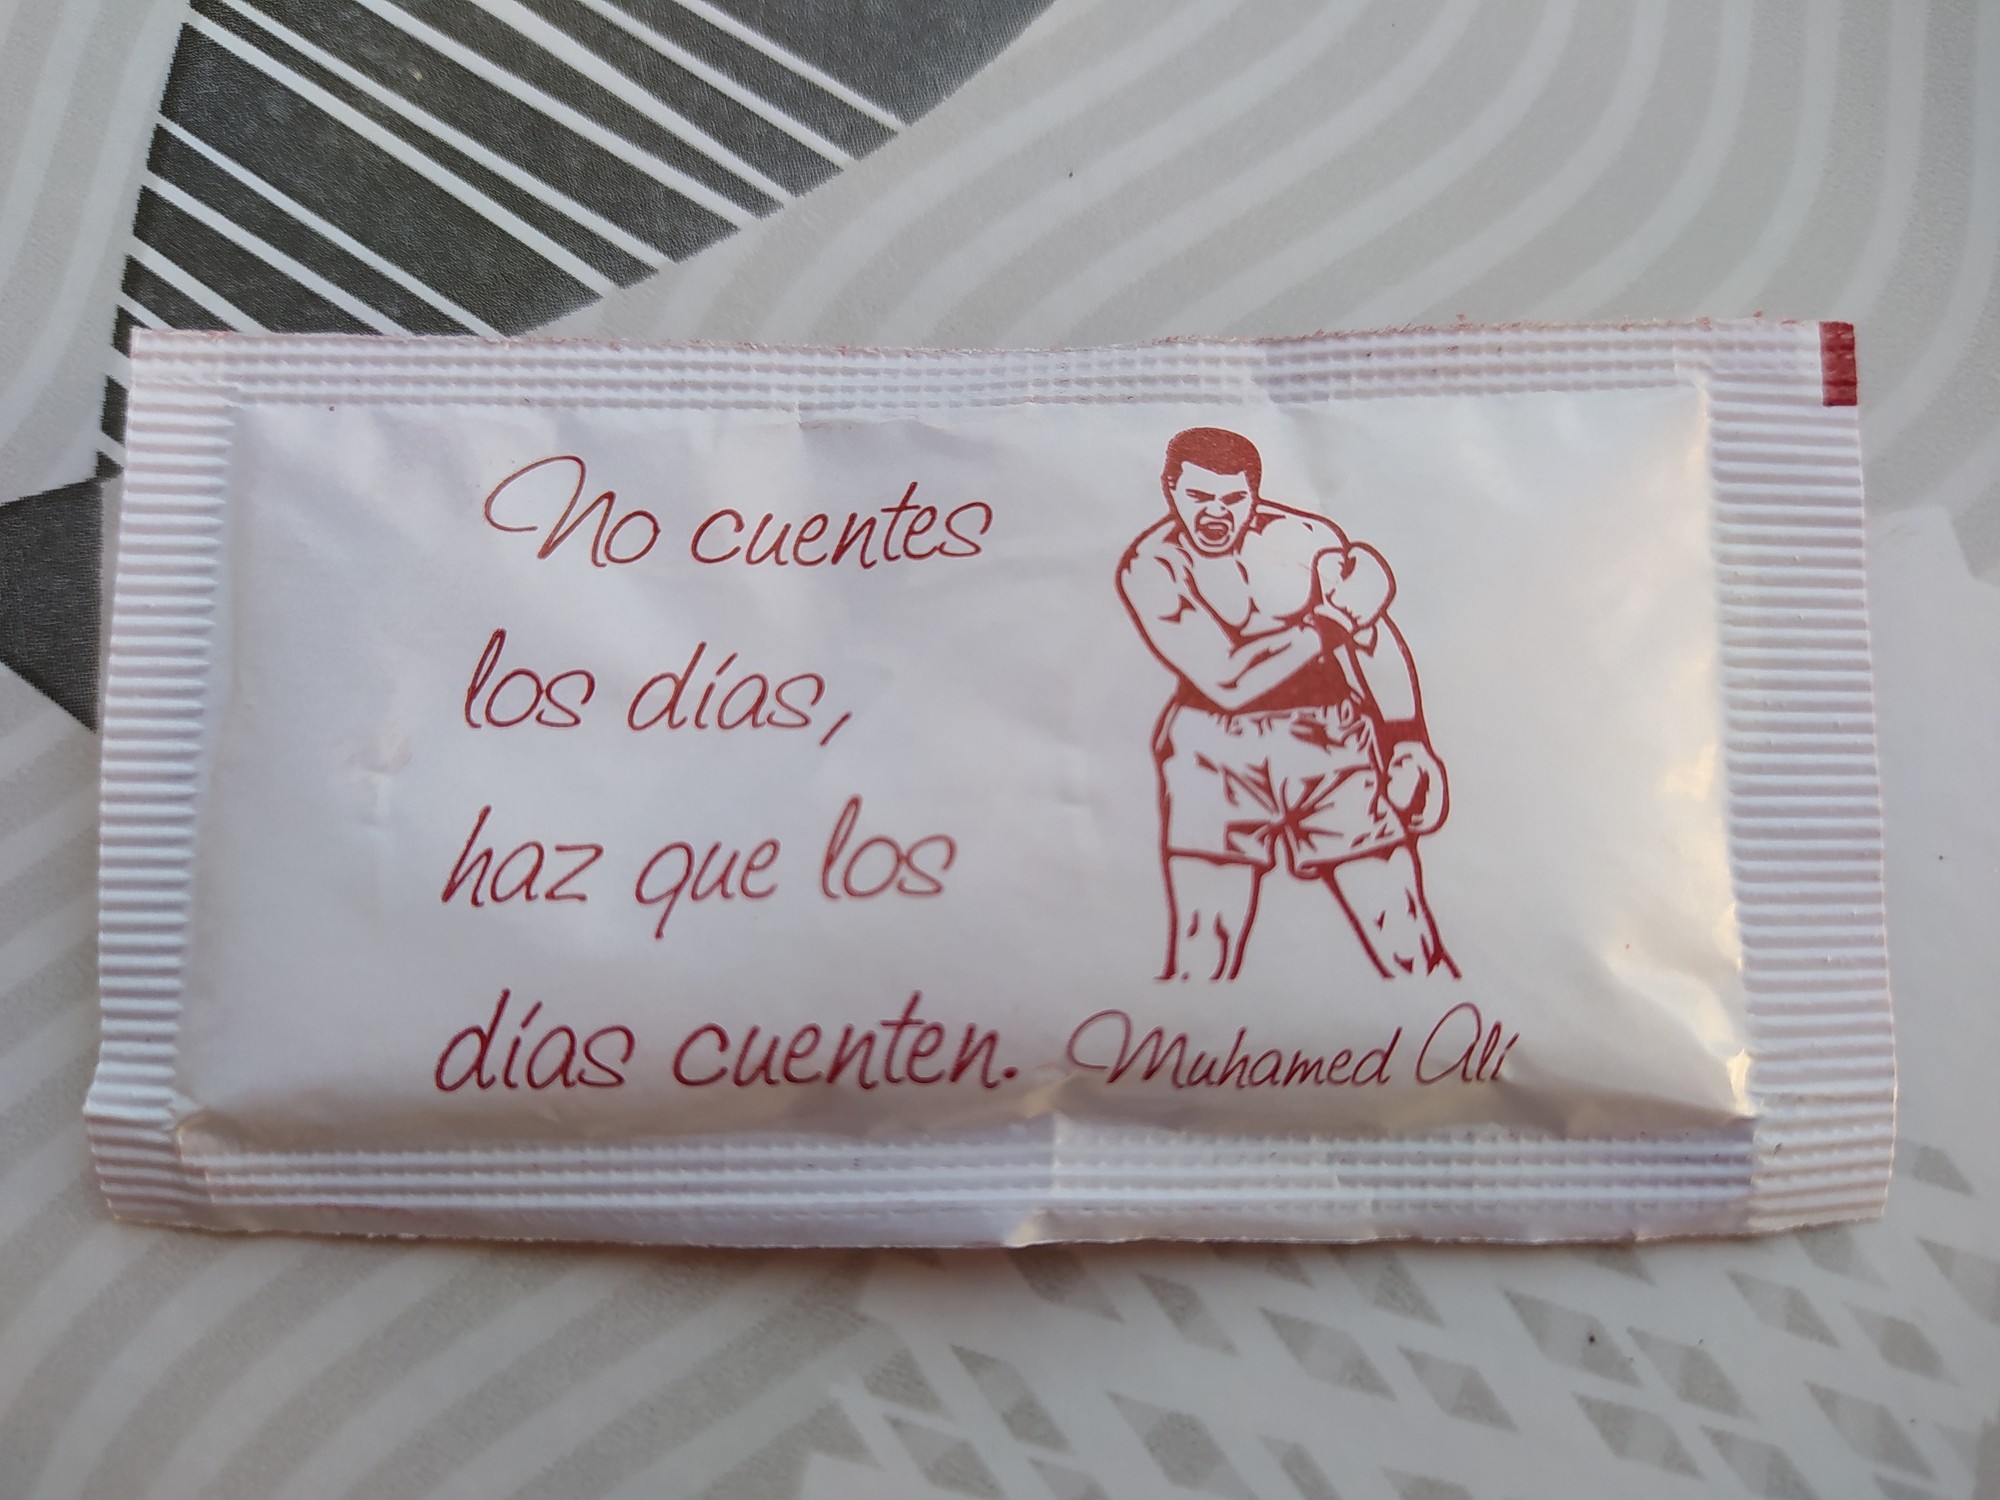 No cuentes
los días,
haz que los
días cuenten.
Muhamed Ali